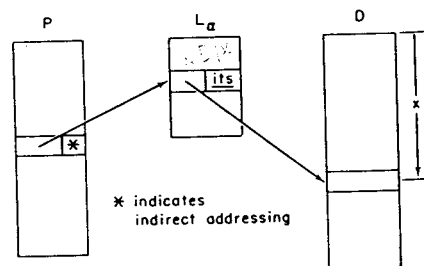 P
Lα
D
its
*
x
* indicates
indirect addressing